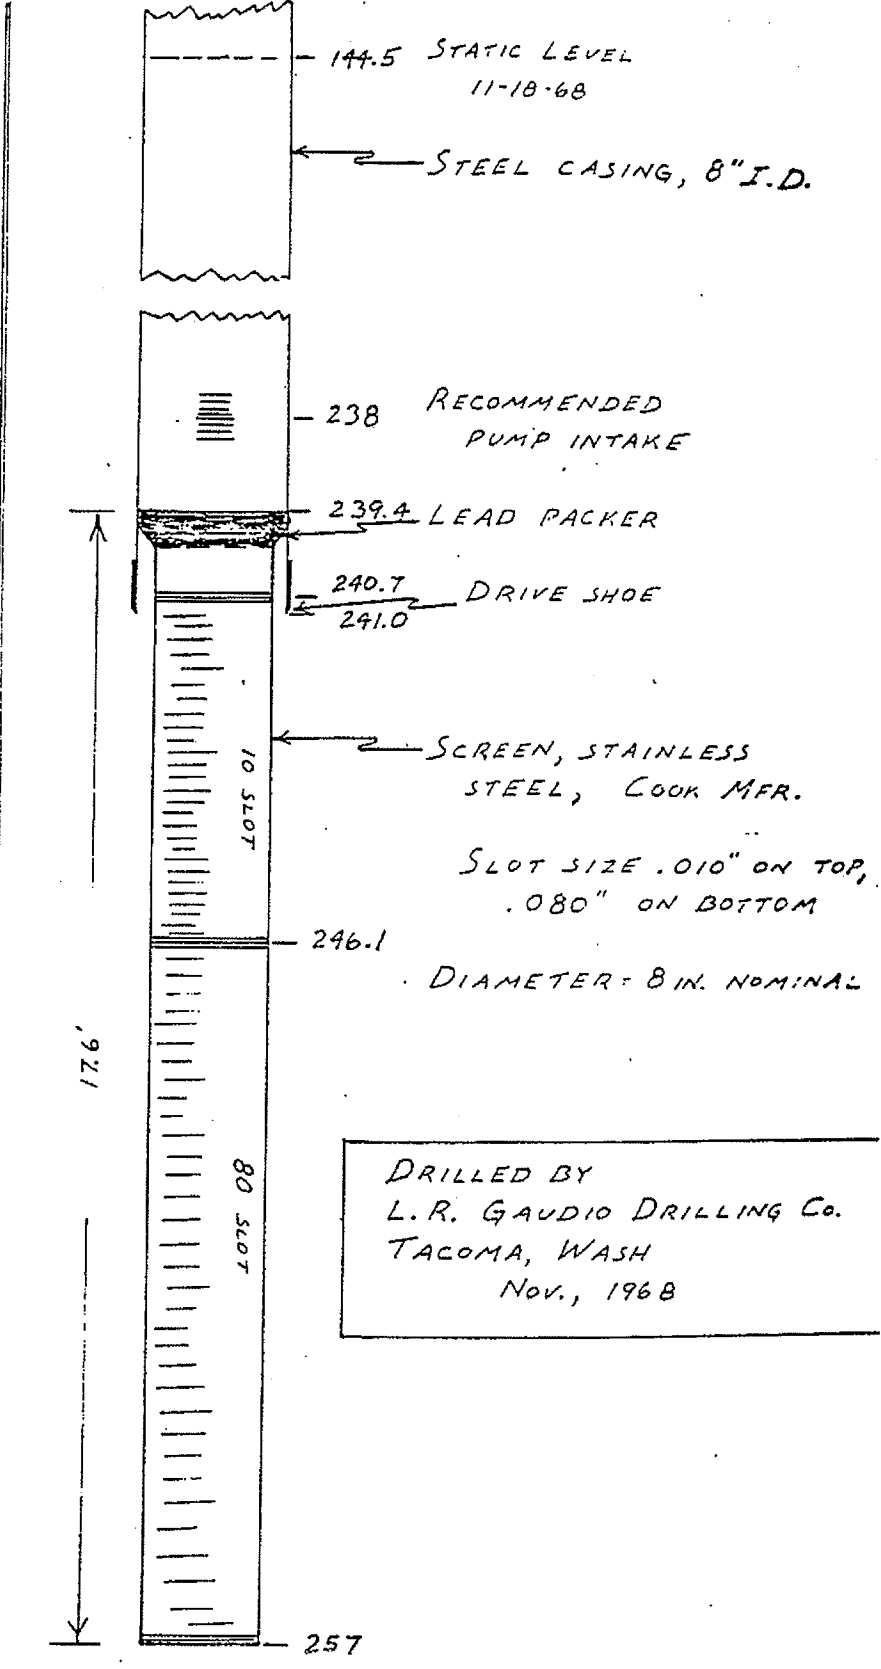 144.5 STATIC LEVEL
11-18-68
STEEL CASING, 8" I.D.
238 RECOMMENDED
PUMP INTAKE
239.4 LEAD PACKER
240.7 DRIVE SHOE
241.0
10 SLOT
SCREEN, STAINLESS
STEEL, COOK MFR.
SLOT SIZE .010" ON TOP,
.080" ON BOTTOM
246.1
DIAMETER = 8 IN. NOMINAL
17.6'
80 SLOT
DRILLED BY
L.R. GAUDIO DRILLING Co.
TACOMA, WASH
Nov., 1968
257